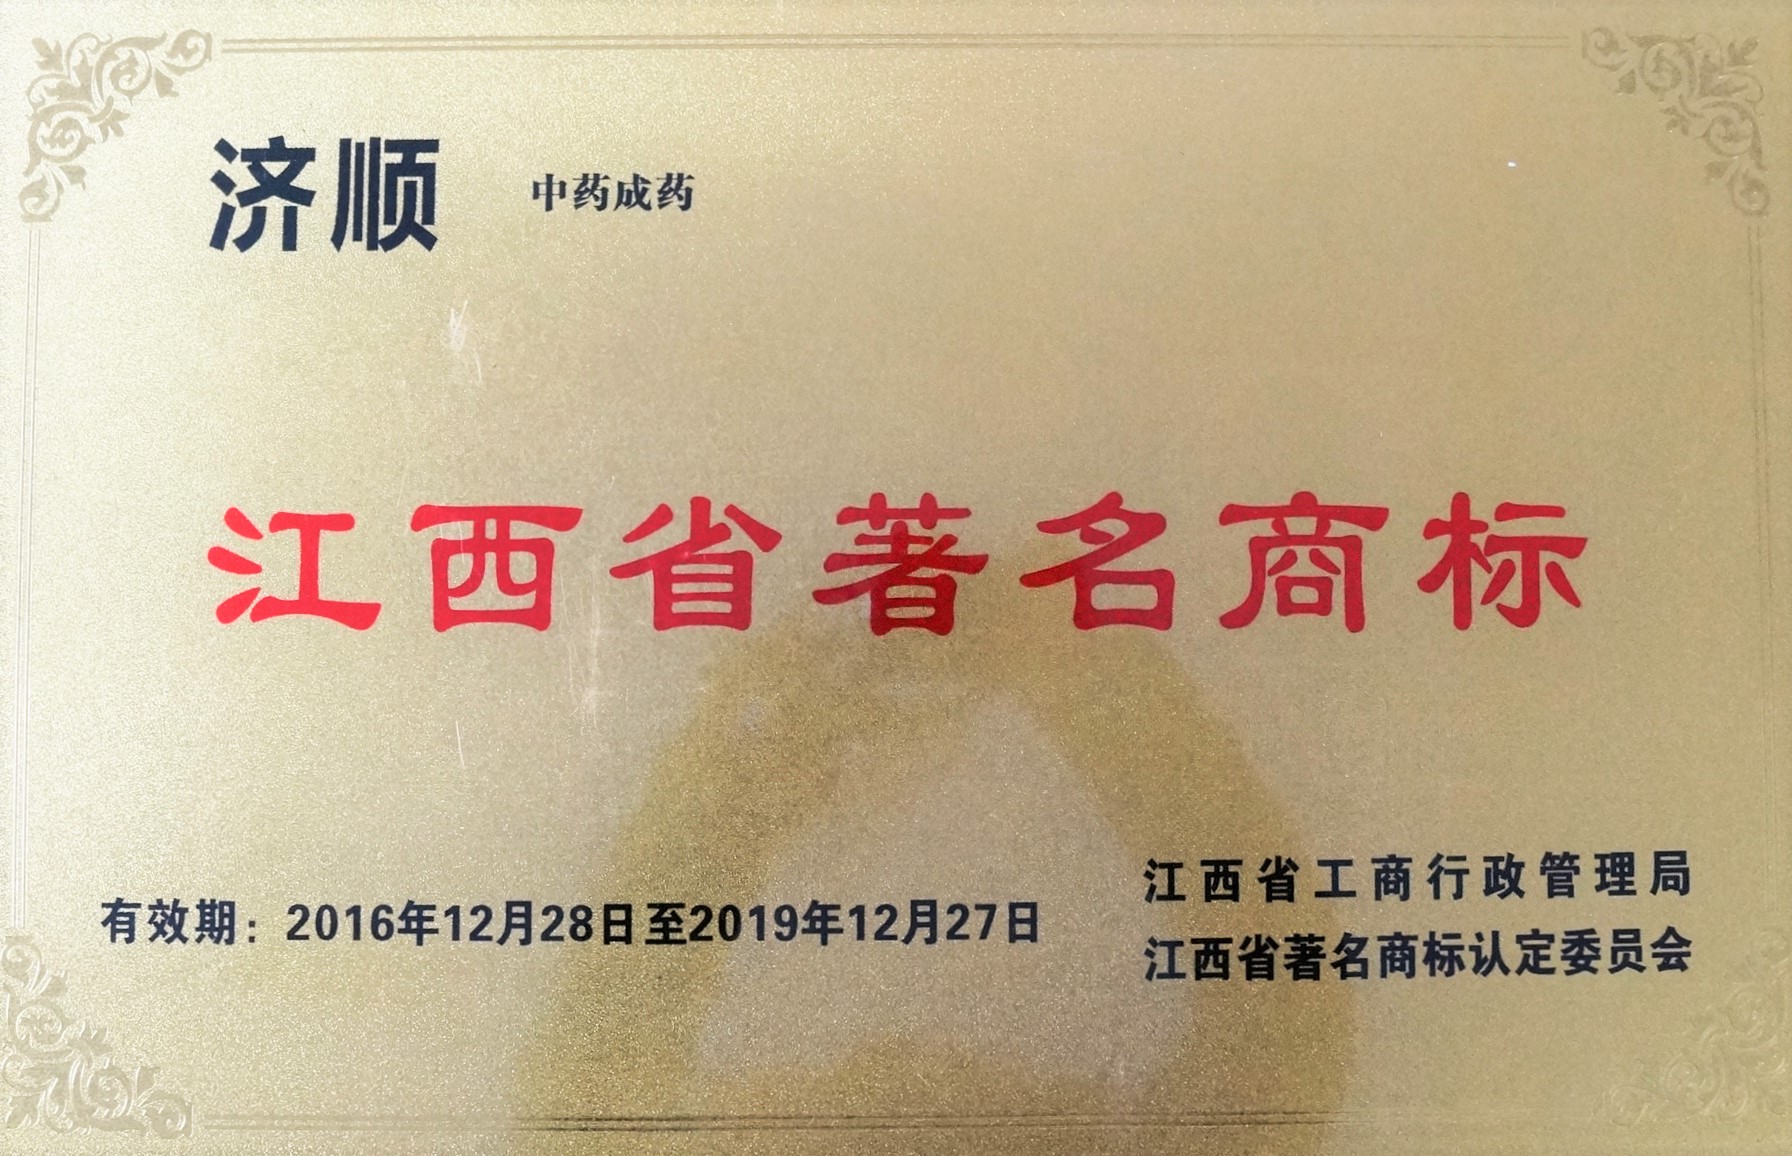 济顺 中药成药
江西省著名商标
有效期：2016年12月28日至2019年12月27日
江西省工商行政管理局
江西省著名商标认定委员会